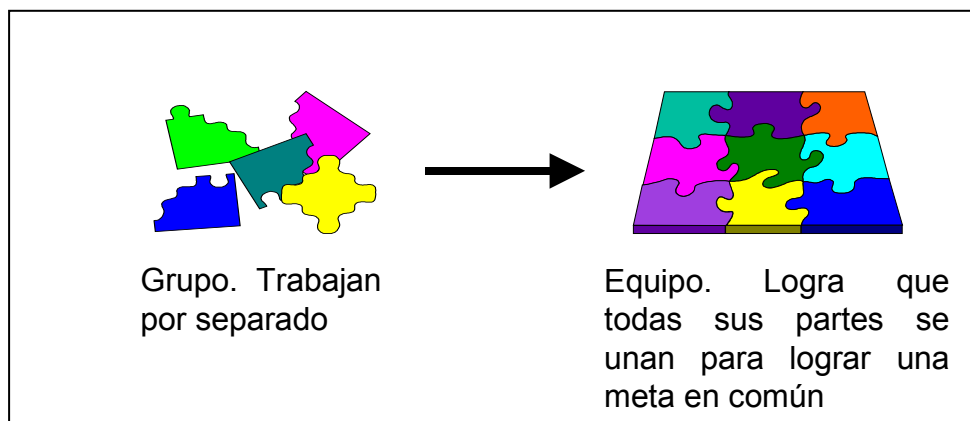 Grupo. Trabajan
por separado
Equipo. Logra que
todas sus partes se
unan para lograr una
meta en común